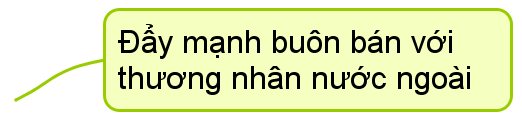 Đẩy mạnh buôn bán với
thương nhân nước ngoài